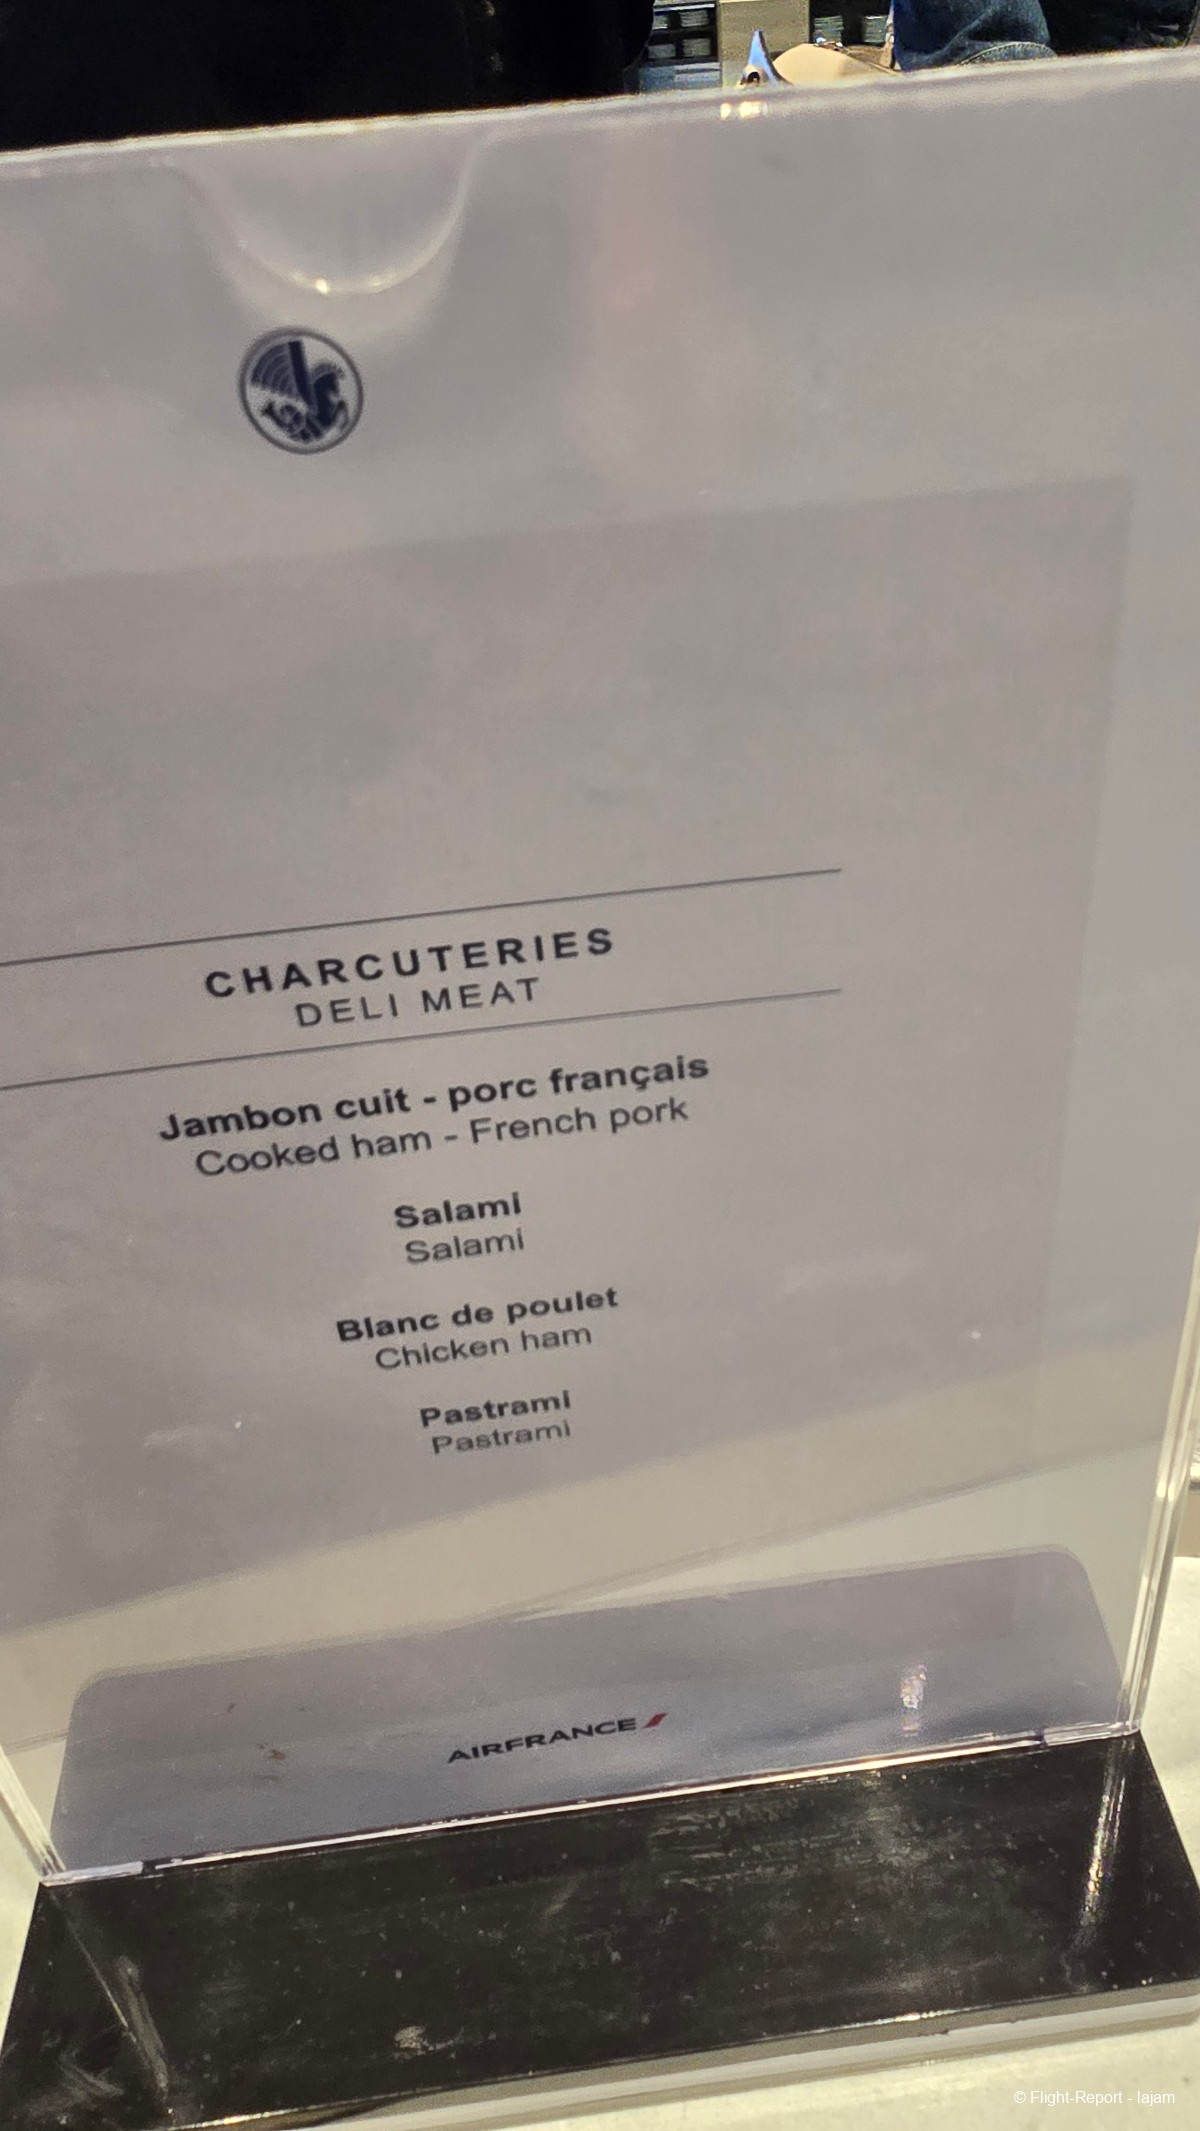 CHARCUTERIES
DELI MEAT
Jambon cuit - porc français
Cooked ham - French pork
Salami
Salami
Blanc de poulet
Chicken ham
Pastrami
Pastrami
AIRFRANCE
© Flight-Report - lajam